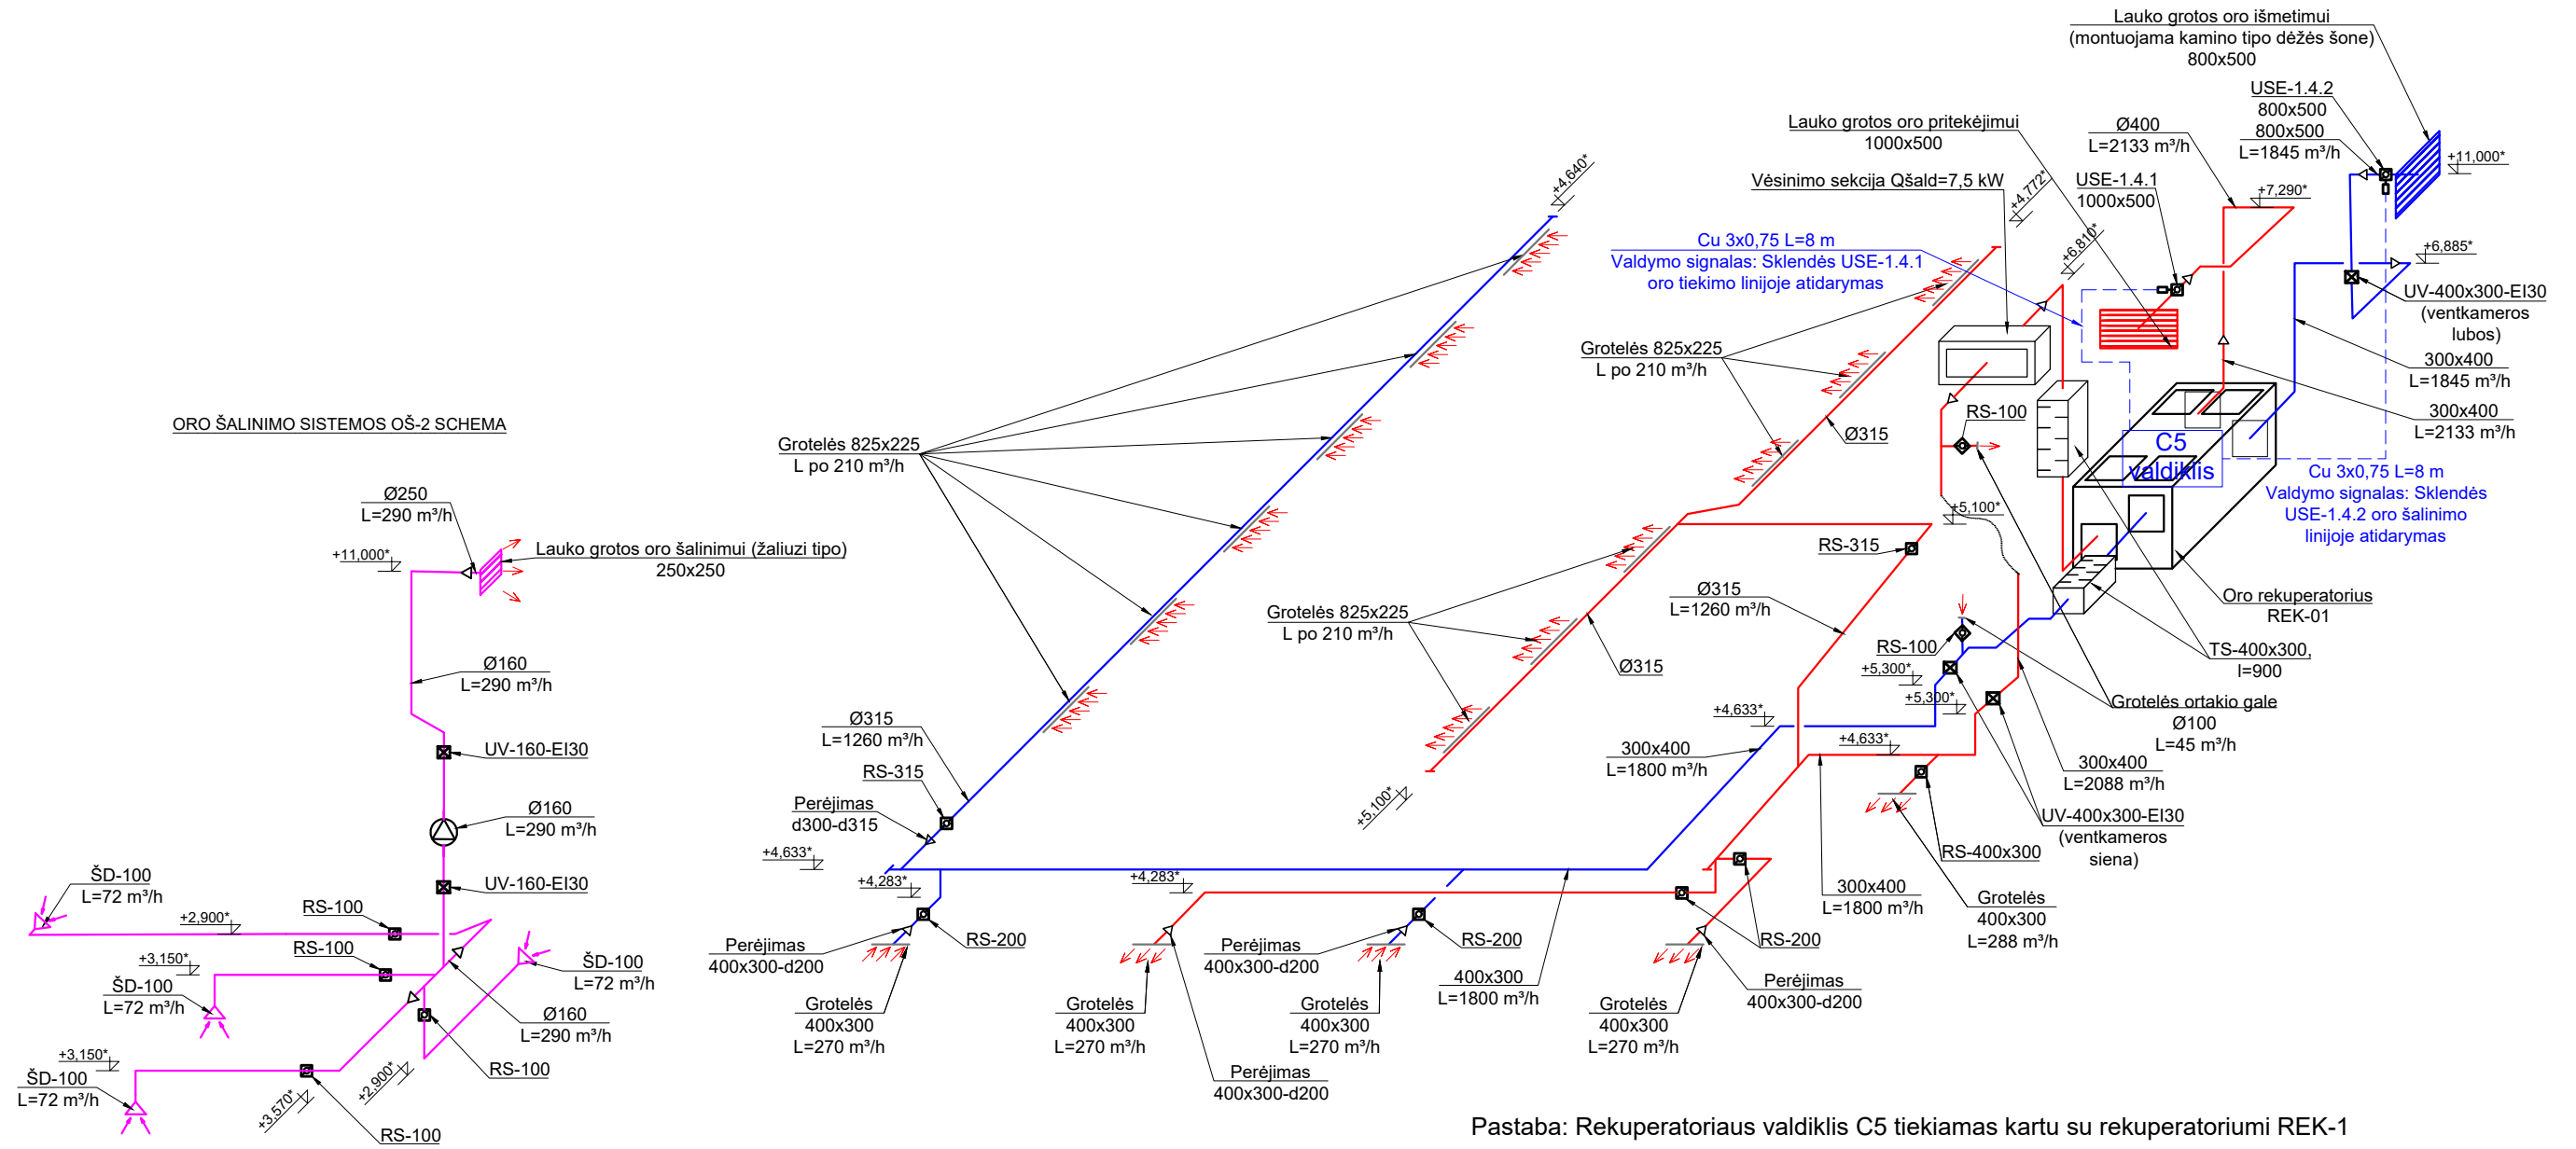 ORO ŠALINIMO SISTEMOS OŠ-2 SCHEMA
Ø250
L=290 m³/h
+11,000*
Lauko grotos oro šalinimui (žaliuzi tipo)
250x250
Ø160
L=290 m³/h
UV-160-EI30
Ø160
L=290 m³/h
UV-160-EI30
ŠD-100
L=72 m³/h
+2,900*
RS-100
RS-100
+3,150*
ŠD-100
L=72 m³/h
ŠD-100
L=72 m³/h
Ø160
L=290 m³/h
+3,150*
ŠD-100
L=72 m³/h
RS-100
+2,900*
+3,570*
RS-100
Grotelės 825x225
L po 210 m³/h
+4,640*
Ø315
L=1260 m³/h
RS-315
Perėjimas
d300-d315
+4,633*
+4,283*
+4,283*
Perėjimas
400x300-d200
RS-200
Grotelės
400x300
L=270 m³/h
Grotelės
400x300
L=270 m³/h
Perėjimas
400x300-d200
Perėjimas
400x300-d200
RS-200
Grotelės
400x300
L=270 m³/h
400x300
L=1800 m³/h
Grotelės
400x300
L=270 m³/h
Perėjimas
400x300-d200
RS-200
Grotelės 825x225
L po 210 m³/h
Grotelės 825x225
L po 210 m³/h
Ø315
Ø315
+5,100*
RS-315
Ø315
L=1260 m³/h
+4,633*
300x400
L=1800 m³/h
+4,633*
300x400
L=1800 m³/h
RS-400x300
Grotelės
400x300
L=288 m³/h
Lauko grotos oro išmetimui
(montuojama kamino tipo dėžės šone)
800x500
USE-1.4.2
800x500
800x500
L=1845 m³/h
+11,000*
Lauko grotos oro pritekėjimui
1000x500
Ø400
L=2133 m³/h
Vėsinimo sekcija Qšald=7,5 kW
+4,772*
USE-1.4.1
1000x500
+7,290*
+6,810*
+6,885*
Cu 3x0,75 L=8 m
Valdymo signalas: Sklendės USE-1.4.1
oro tiekimo linijoje atidarymas
UV-400x300-EI30
(ventkameros
lubos)
300x400
L=1845 m³/h
300x400
L=2133 m³/h
RS-100
C5
valdiklis
Cu 3x0,75 L=8 m
Valdymo signalas: Sklendės
USE-1.4.2 oro šalinimo
linijoje atidarymas
+5,100*
Oro rekuperatorius
REK-01
RS-100
+5,300*
+5,300*
TS-400x300,
l=900
Grotelės ortakio gale
Ø100
L=45 m³/h
300x400
L=2088 m³/h
UV-400x300-EI30
(ventkameros
siena)
Pastaba: Rekuperatoriaus valdiklis C5 tiekiamas kartu su rekuperatoriumi REK-1